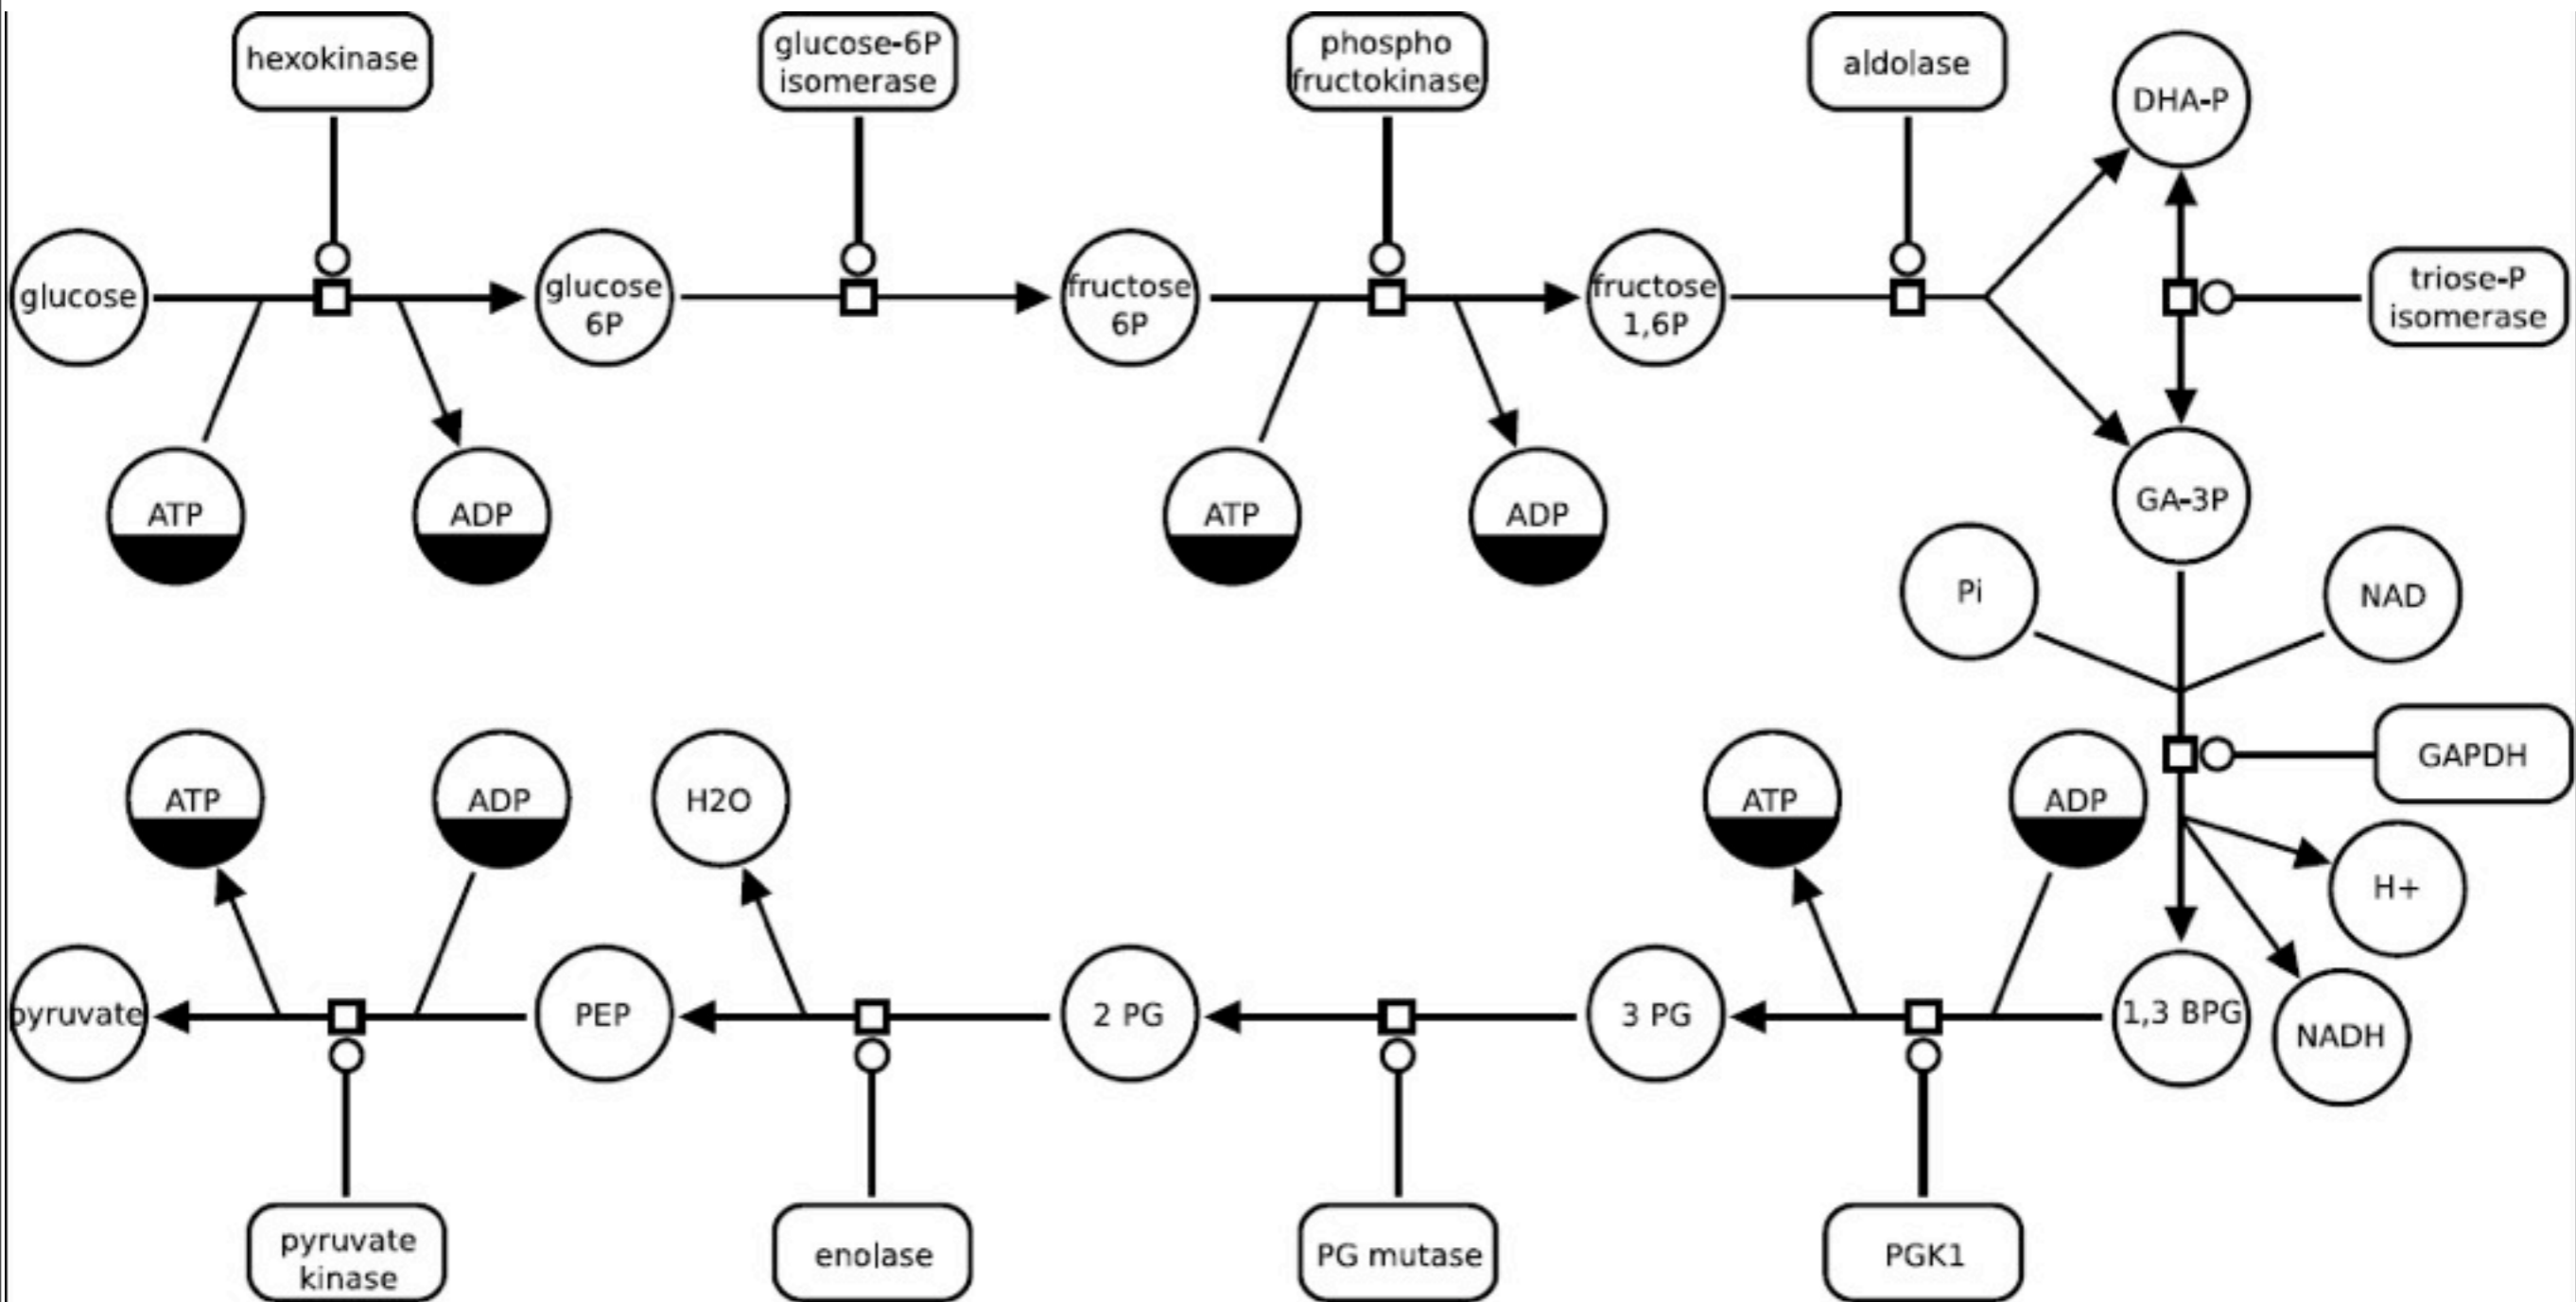 hexokinase
glucose-6P
isomerase
phospho
fructokinase
aldolase
DHA-P
glucose
glucose
6P
fructose
6P
fructose
1,6P
triose-P
isomerase
ATP
ADP
ATP
ADP
GA-3P
Pi
NAD
GAPDH
ATP
ADP
H2O
ATP
ADP
H+
pyruvate
PEP
2 PG
3 PG
1,3 BPG
NADH
pyruvate
kinase
enolase
PG mutase
PGK1